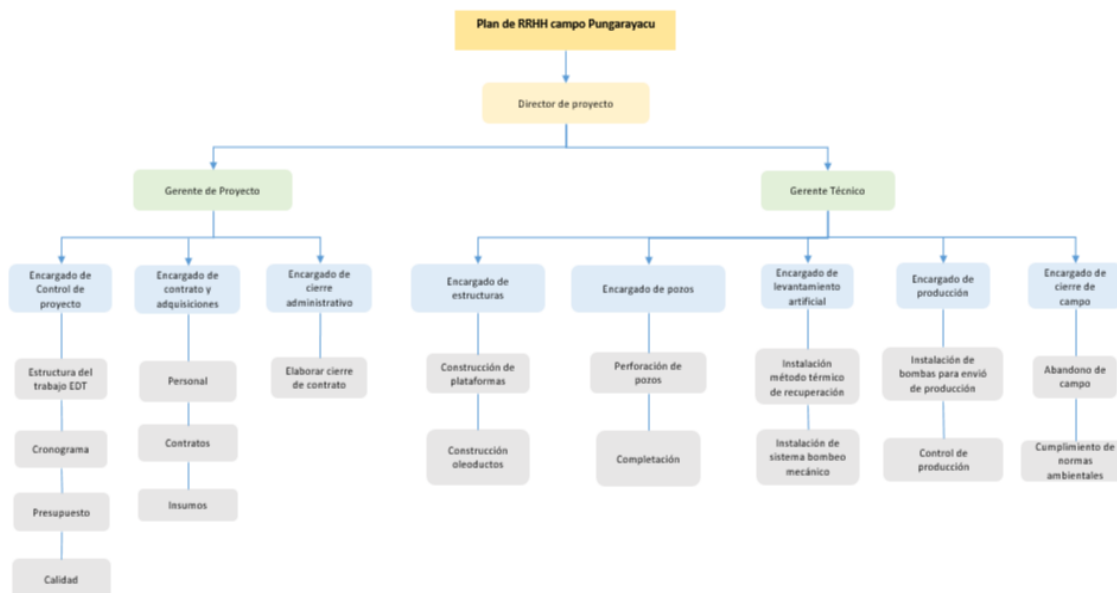 Plan de RRHH campo Pungarayacu
Director de proyecto
Gerente de Proyecto
Gerente Técnico
Encargado de
Control de
proyecto
Encargado de
contrato y
adquisiciones
Encargado de
cierre
administrativo
Encargado de
estructuras
Encargado de pozos
Encargado de
levantamiento
artificial
Encargado de
producción
Encargado de
cierre de
campo
Estructura del
trabajo EDT
Personal
Elaborar cierre
de contrato
Construcción de
plataformas
Perforación de
pozos
Instalación
método térmico
de recuperación
Instalación de
bombas para envió
de producción
Abandono de
campo
Cronograma
Contratos
Construcción
oleoductos
Completación
Instalación de
sistema bombeo
mecánico
Control de
producción
Cumplimiento de
normas
ambientales
Presupuesto
Insumos
Calidad